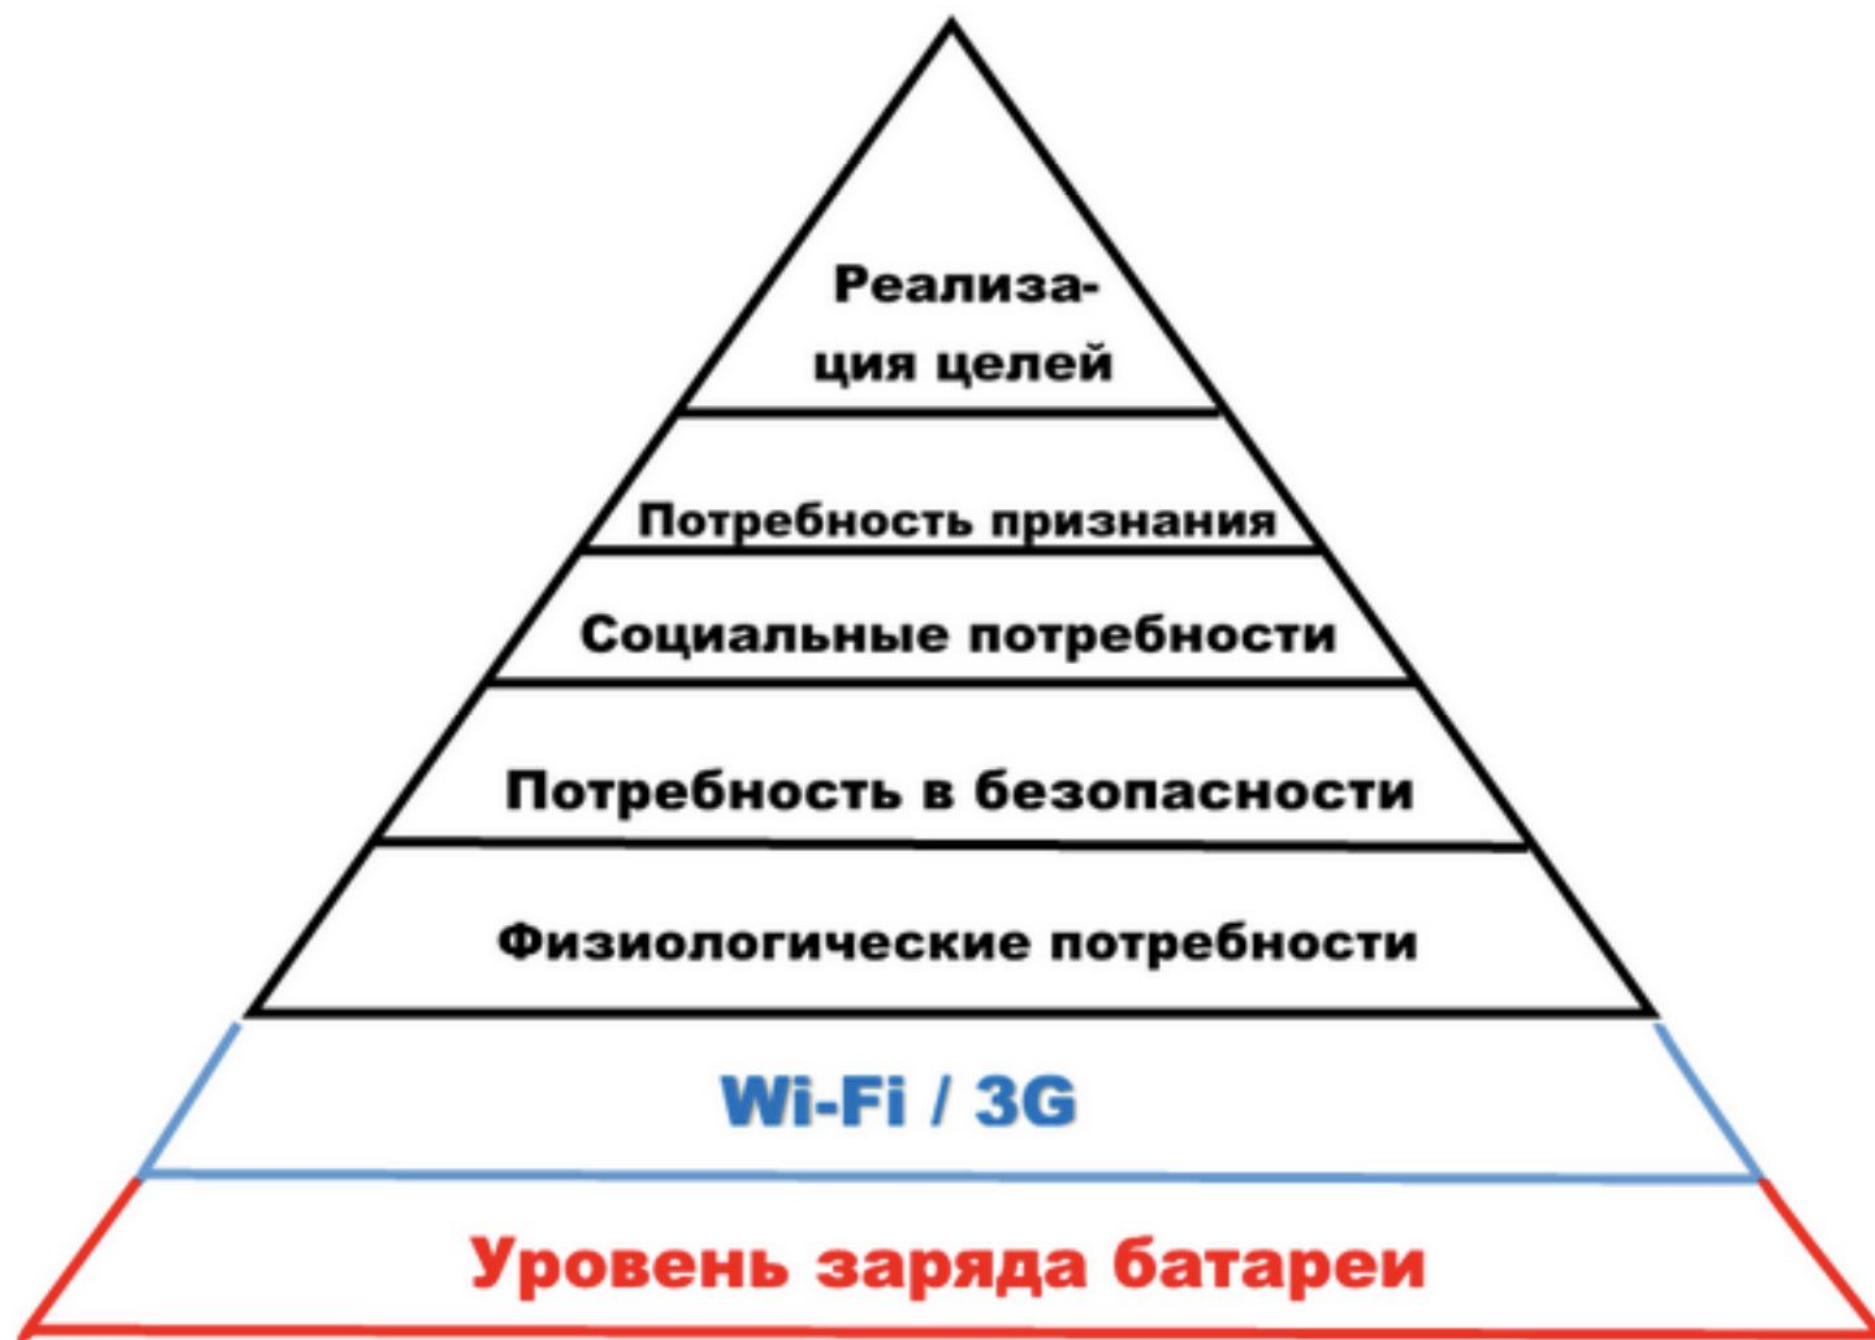 Реализа-
ция целей
Потребность признания
Социальные потребности
Потребность в безопасности
Физиологические потребности
Wi-Fi / 3G
Уровень заряда батареи